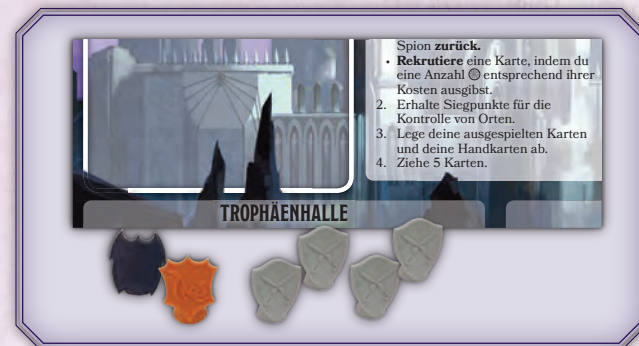 Spion zurück.
• Rekrutiere eine Karte, indem du
eine Anzahl entsprechend ihrer
Kosten ausgibst.
2. Erhalte Siegpunkte für die
Kontrolle von Orten.
3. Lege deine ausgespielten Karten
und deine Handkarten ab.
4. Ziehe 5 Karten.
TROPHÄENHALLE